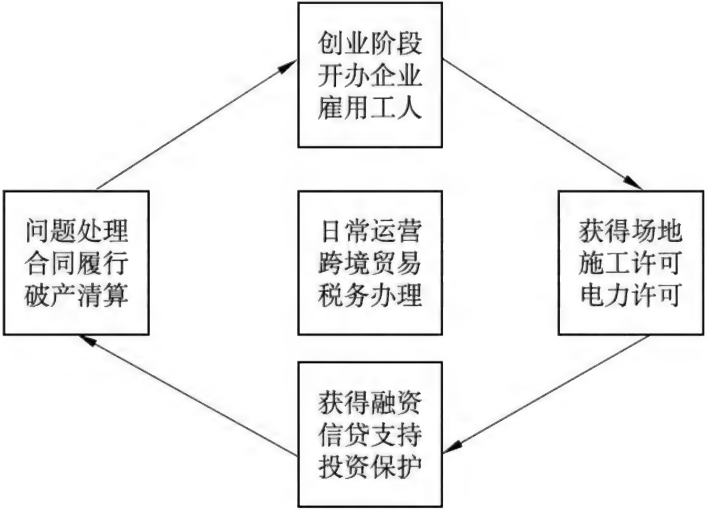 创业阶段
开办企业
雇用工人
问题处理
合同履行
破产清算
日常运营
跨境贸易
税务办理
获得场地
施工许可
电力许可
获得融资
信贷支持
投资保护